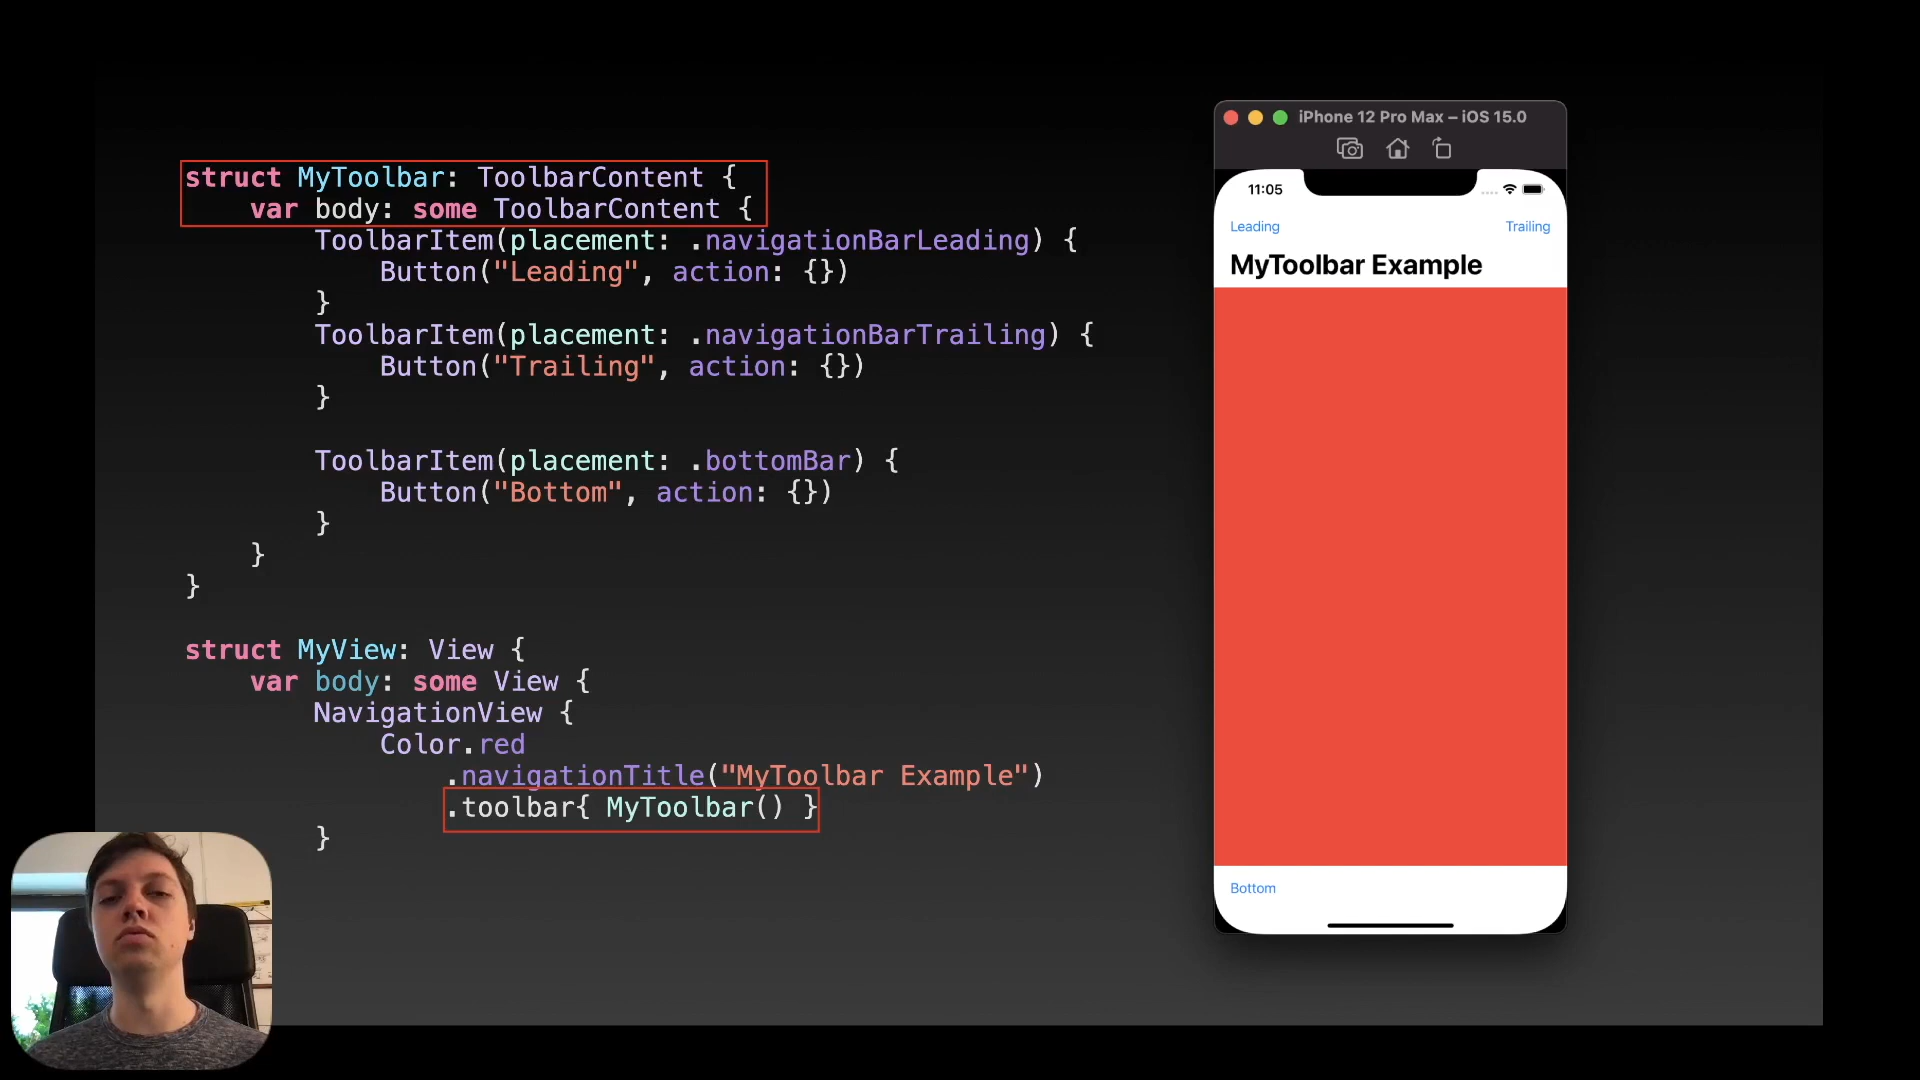 struct MyToolbar: ToolbarContent {
    var body: some ToolbarContent {
        ToolbarItem(placement: .navigationBarLeading) {
            Button("Leading", action: {})
        }
        ToolbarItem(placement: .navigationBarTrailing) {
            Button("Trailing", action: {})
        }
        ToolbarItem(placement: .bottomBar) {
            Button("Bottom", action: {})
        }
    }
}
struct MyView: View {
    var body: some View {
        NavigationView {
            Color.red
                .navigationTitle("MyToolbar Example")
                .toolbar{ MyToolbar() }
        }
iPhone 12 Pro Max – iOS 15.0
11:05
Leading Trailing
MyToolbar Example
Bottom